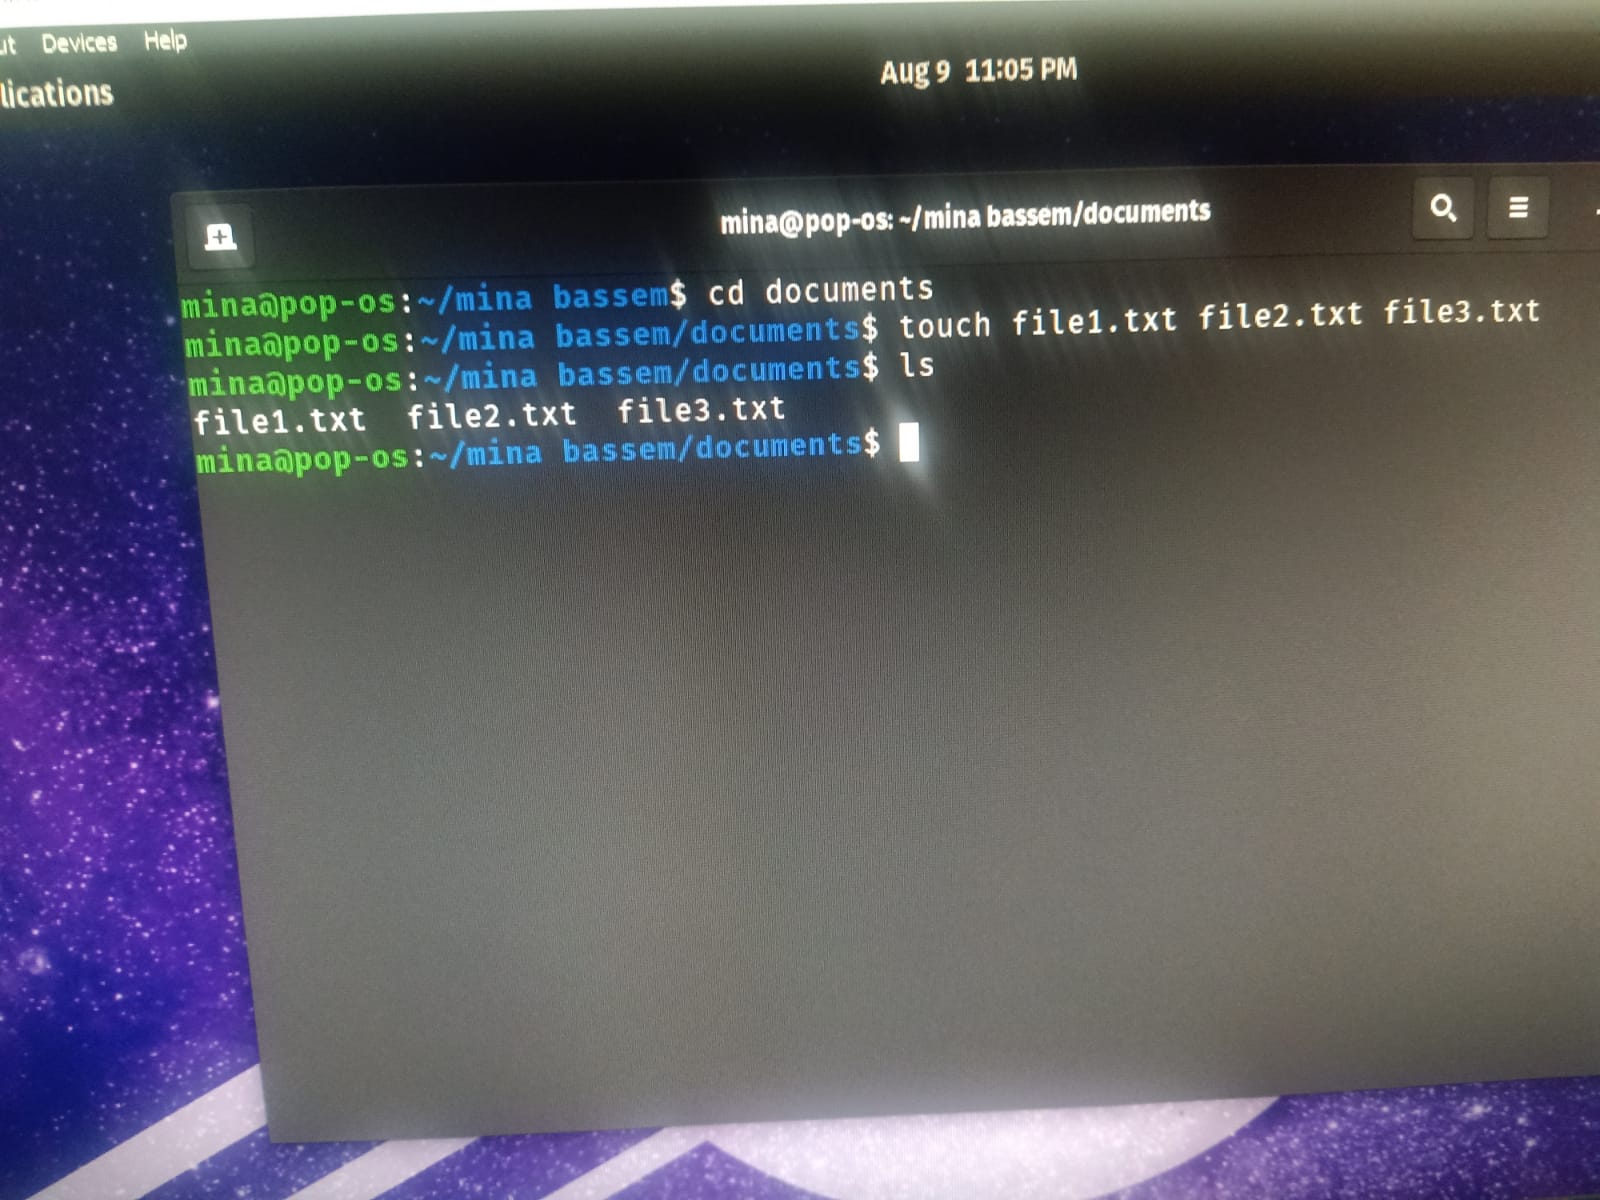 Devices Help
Aug 9 11:05 PM
mina@pop-os: ~/mina bassem/documents
mina@pop-os:~/mina bassem$ cd documents
mina@pop-os:~/mina bassem/documents$ touch file1.txt file2.txt file3.txt
mina@pop-os:~/mina bassem/documents$ ls
file1.txt file2.txt file3.txt
mina@pop-os:~/mina bassem/documents$